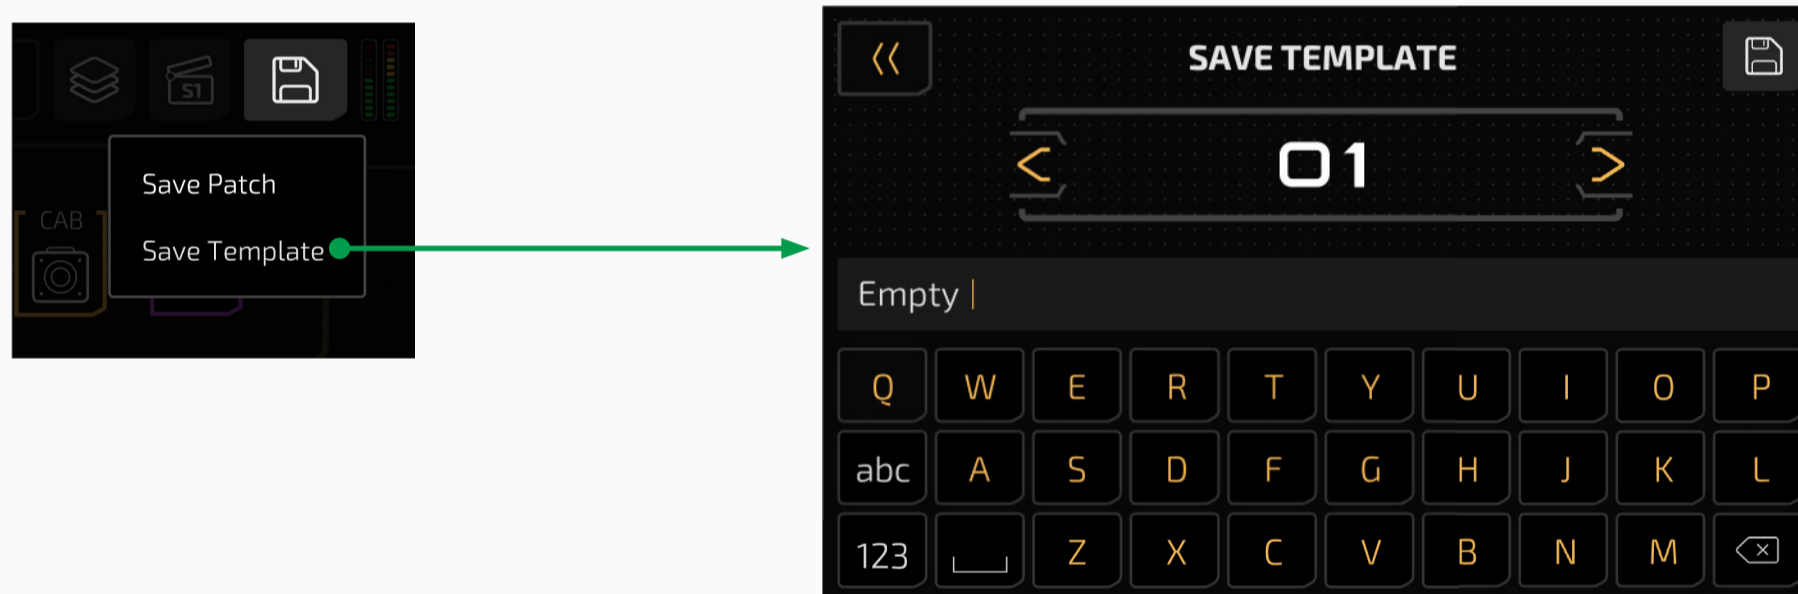 S1
Save Patch
CAB
Save Template
SAVE TEMPLATE
01
Empty
Q W E R T Y U I O P
abc A S D F G H J K L
123 Z X C V B N M